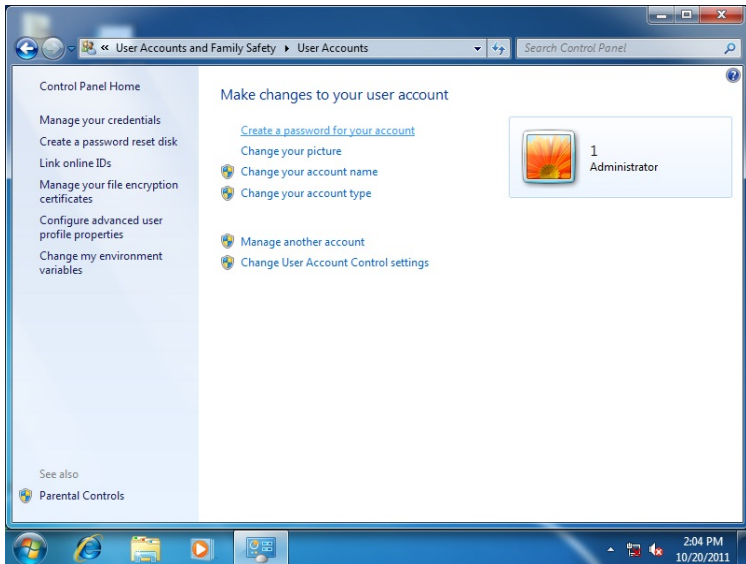 « User Accounts and Family Safety ▸ User Accounts
Search Control Panel
Control Panel Home
Manage your credentials
Create a password reset disk
Link online IDs
Manage your file encryption
certificates
Configure advanced user
profile properties
Change my environment
variables
See also
Parental Controls
Make changes to your user account
Create a password for your account
Change your picture
Change your account name
Change your account type
Manage another account
Change User Account Control settings
1
Administrator
2:04 PM
10/20/2011